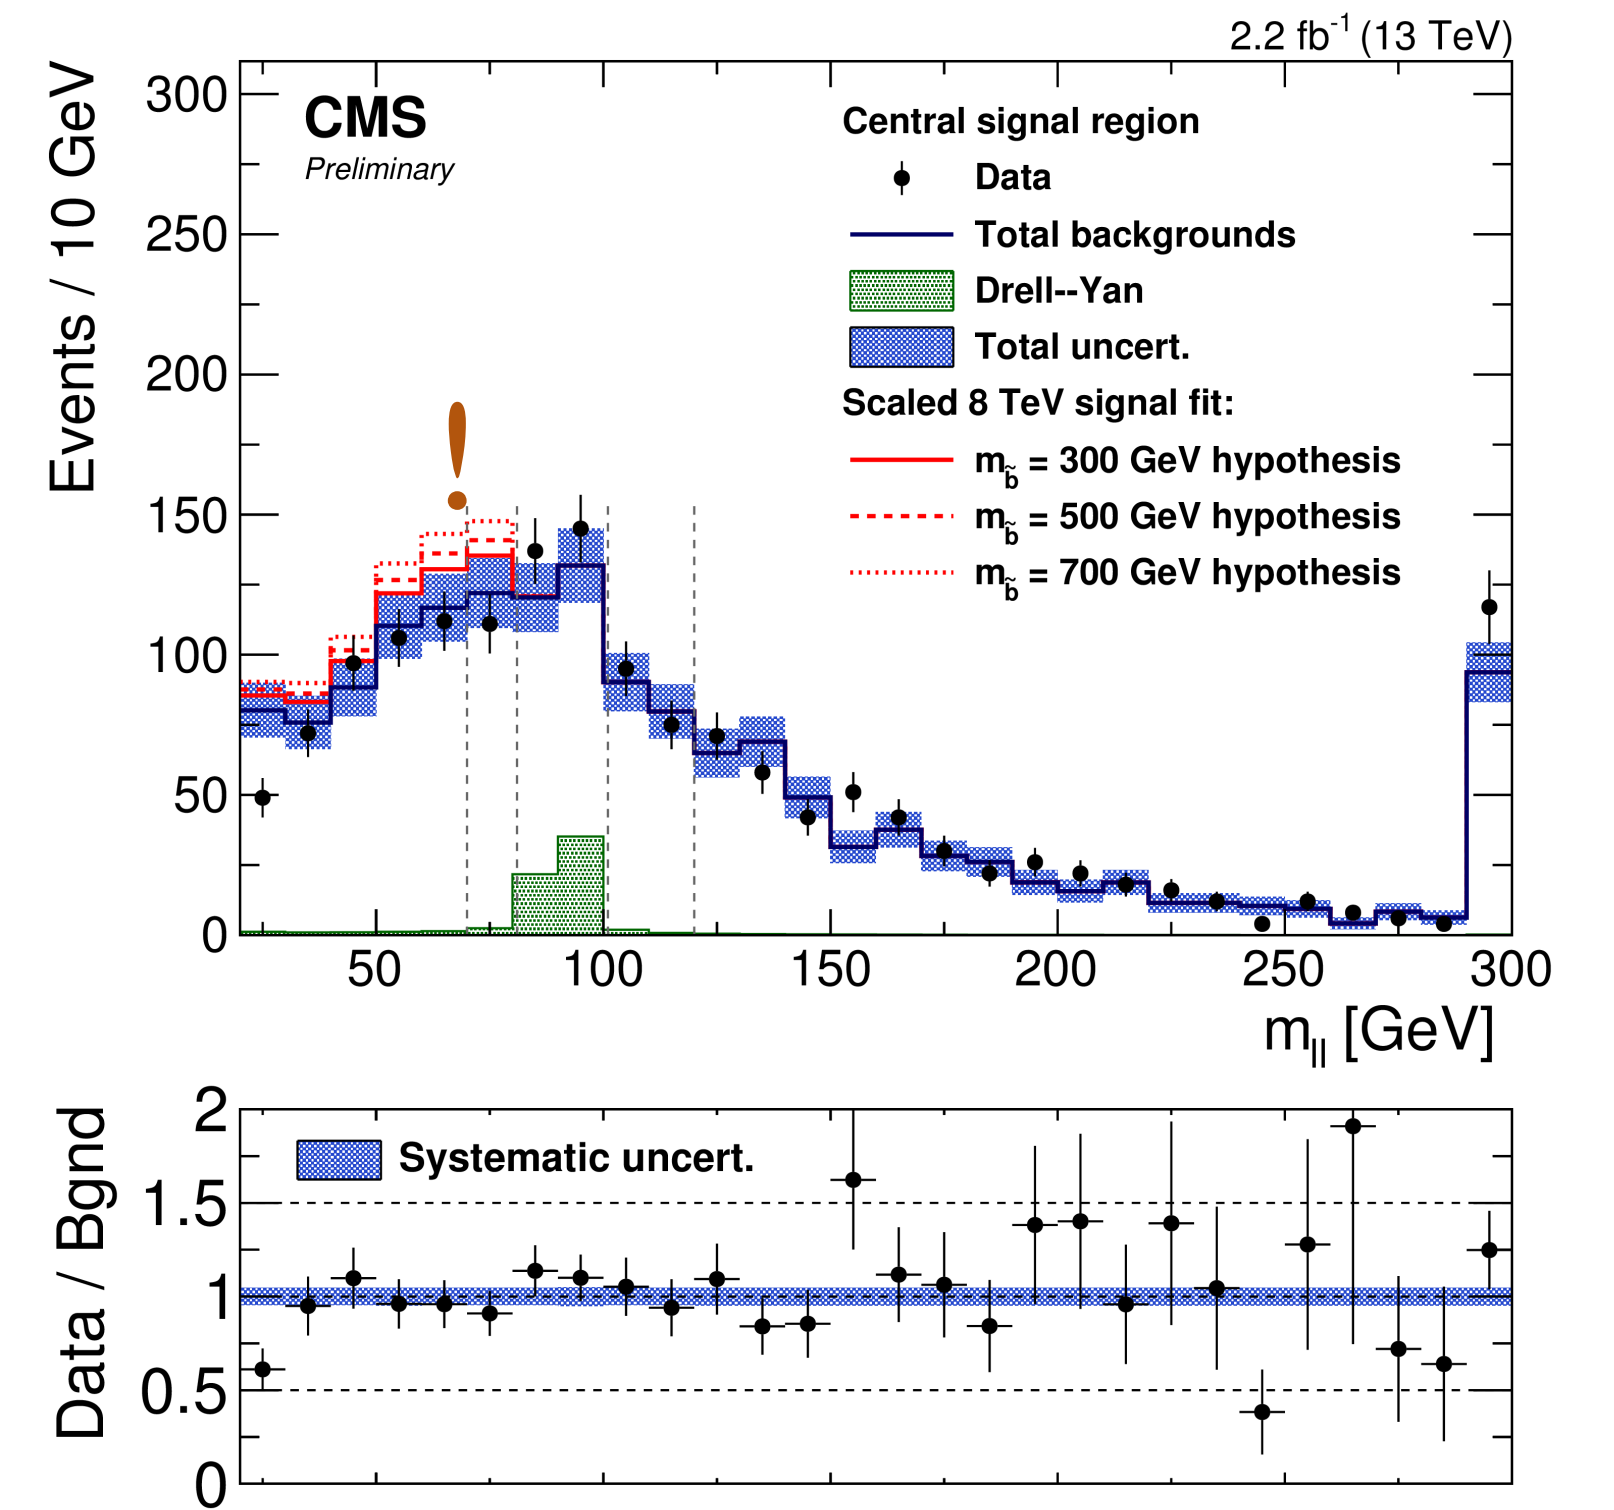 2.2 fb-1 (13 TeV)
CMS
Preliminary
Events / 10 GeV
300
250
200
150
100
50
0
!
Central signal region
Data
Total backgrounds
Drell--Yan
Total uncert.
Scaled 8 TeV signal fit:
mb̃ = 300 GeV hypothesis
mb̃ = 500 GeV hypothesis
mb̃ = 700 GeV hypothesis
50 100 150 200 250 300
mll [GeV]
Data / Bgnd
2
1.5
1
0.5
0
Systematic uncert.